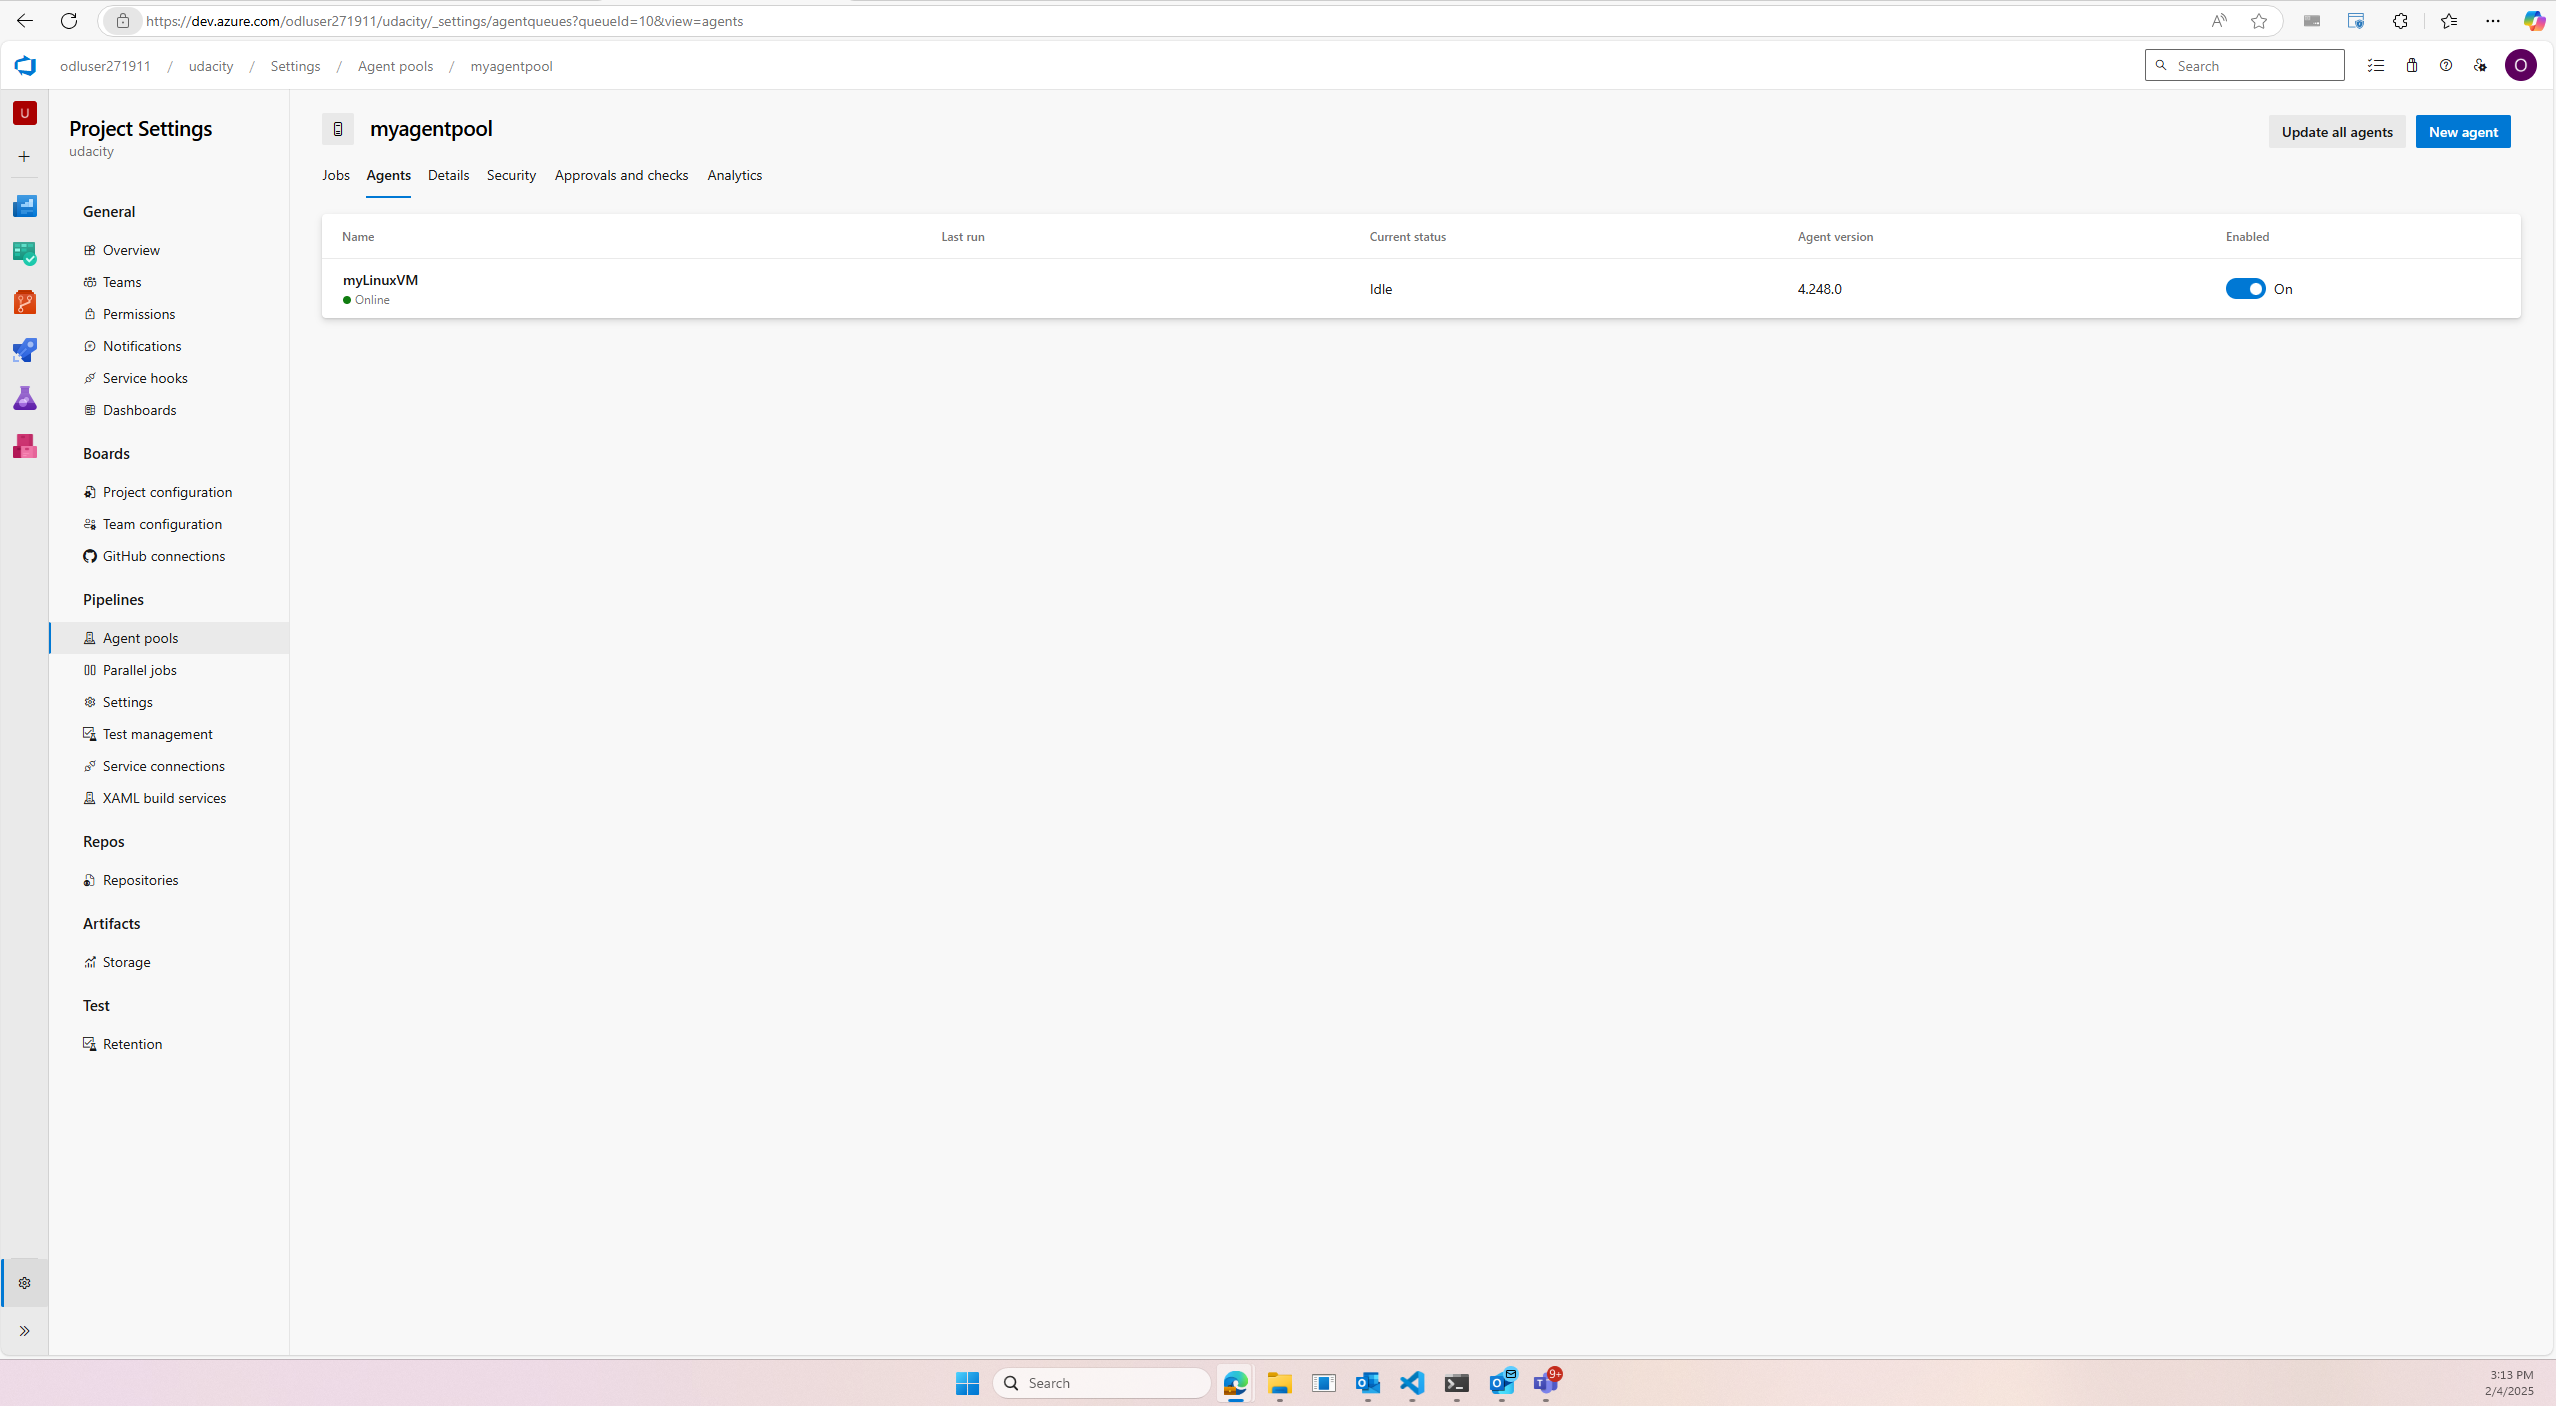 https://dev.azure.com/odluser271911/udacity/_settings/agentqueues?queueId=10&view=agents
odluser271911 / udacity / Settings / Agent pools / myagentpool
Search
O
U
Project Settings
udacity
General
Overview
Teams
Permissions
Notifications
Service hooks
Dashboards
Boards
Project configuration
Team configuration
GitHub connections
Pipelines
Agent pools
Parallel jobs
Settings
Test management
Service connections
XAML build services
Repos
Repositories
Artifacts
Storage
Test
Retention
myagentpool
Update all agents
New agent
Jobs Agents Details Security Approvals and checks Analytics
Name Last run Current status Agent version Enabled
myLinuxVM
Online
Idle
4.248.0
On
Search
9+
3:13 PM
2/4/2025